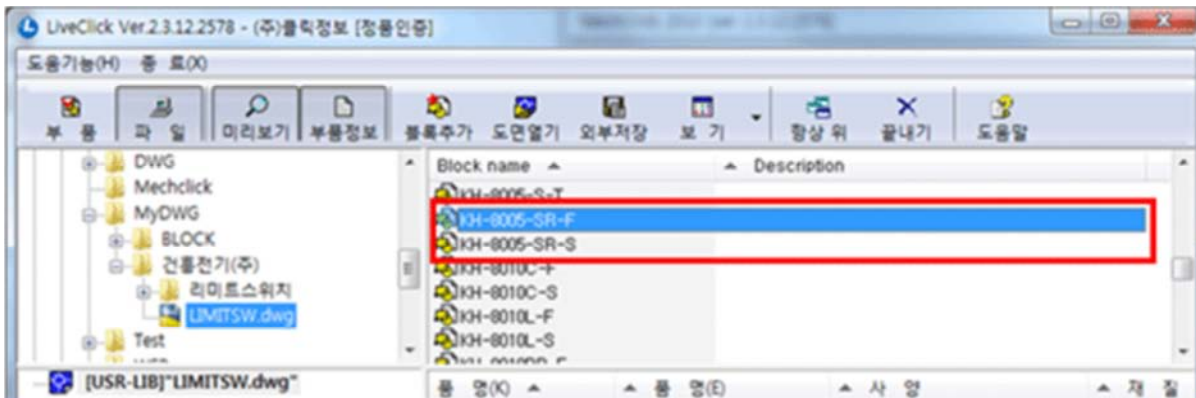 LiveClick Ver.2.3.12.2578 - (주)클릭정보 [정품인증]
도움기능(H) 종 료(X)
부 품 파 일 미리보기 부품정보 블록추가 도면열기 외부저장 보 기 항상 위 끝내기 도움말
DWG
Mechclick
MyDWG
BLOCK
건흥전기(주)
리미트스위치
LIMITSW.dwg
Test
Block name Description
KH-8005-S-T
KH-8005-SR-F
KH-8005-SR-S
KH-8010C-F
KH-8010C-S
KH-8010L-F
KH-8010L-S
[USR-LIB]"LIMITSW.dwg"
품 명(K) 품 명(E) 사 양 재 질